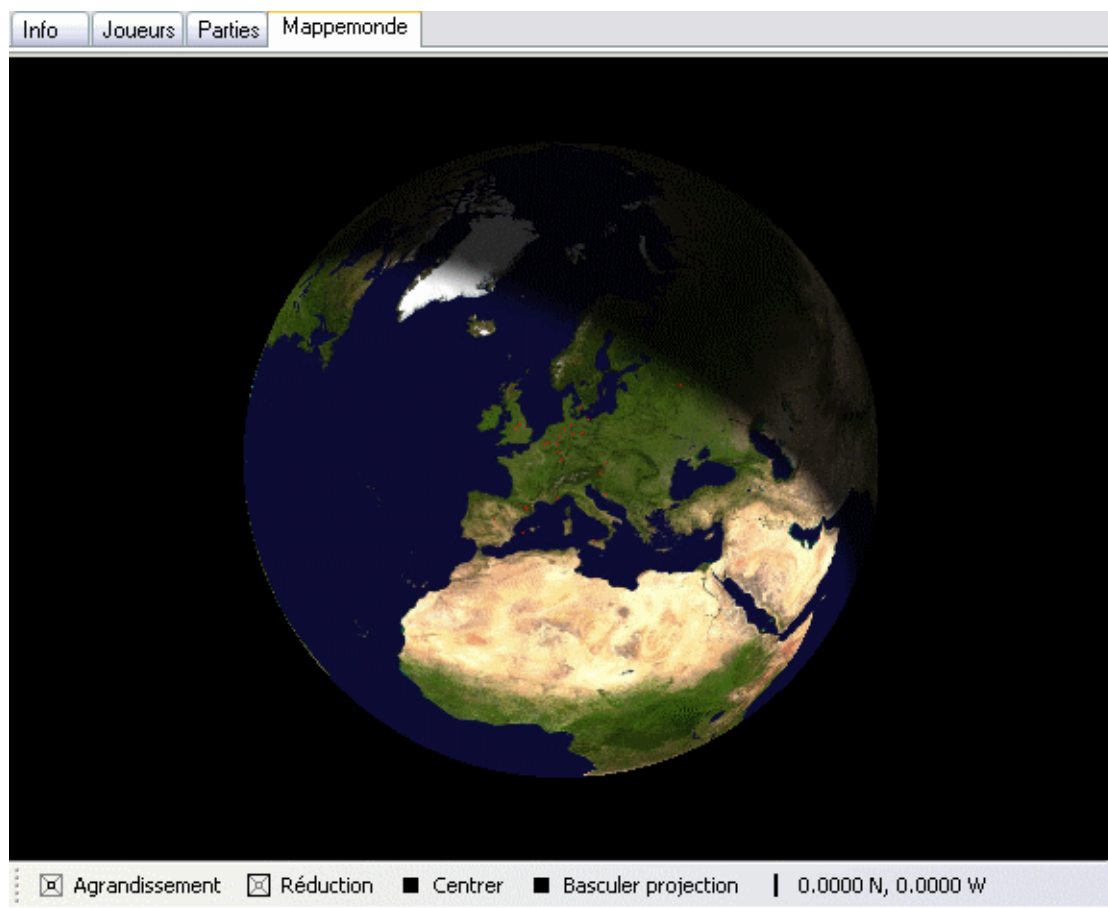 Info Joueurs Parties Mappemonde
Agrandissement Réduction Centrer Basculer projection 0.0000 N, 0.0000 W